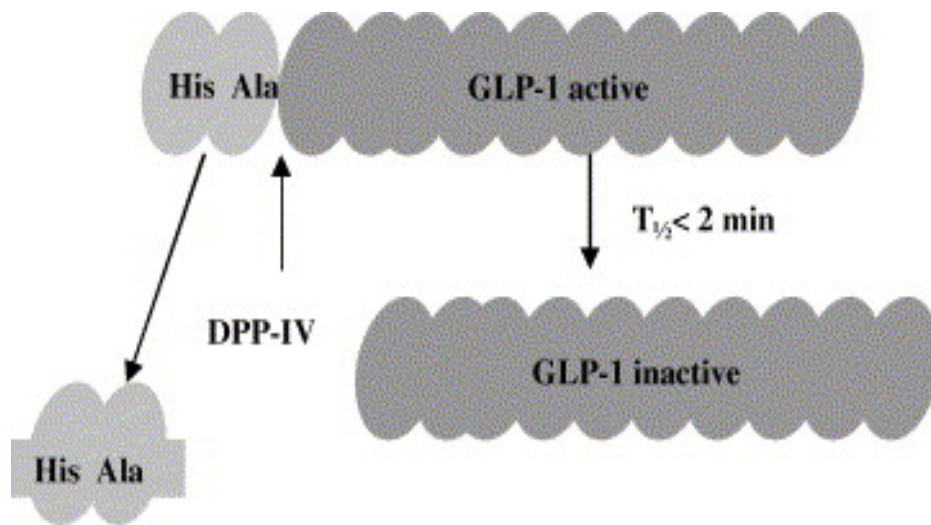 His Ala
GLP-1 active
T½< 2 min
DPP-IV
GLP-1 inactive
His Ala